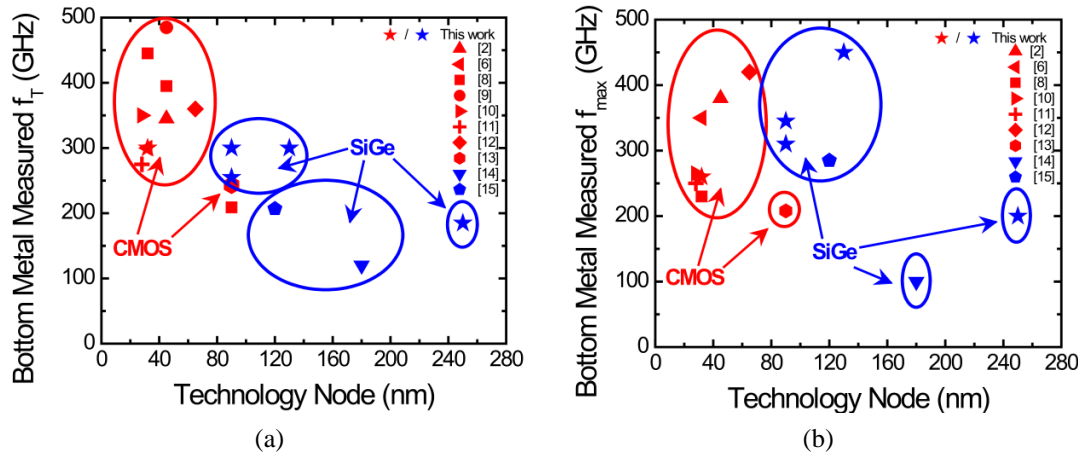 Bottom Metal Measured f_T (GHz)
500
400
300
200
100
0
0 40 80 120 160 200 240 280
Technology Node (nm)
/ This work
[2]
[6]
[8]
[9]
[10]
[11]
[12]
[13]
[14]
[15]
SiGe
CMOS
(a)
Bottom Metal Measured f_max (GHz)
500
400
300
200
100
0
0 40 80 120 160 200 240 280
Technology Node (nm)
/ This work
[2]
[6]
[8]
[10]
[11]
[12]
[13]
[14]
[15]
SiGe
CMOS
(b)